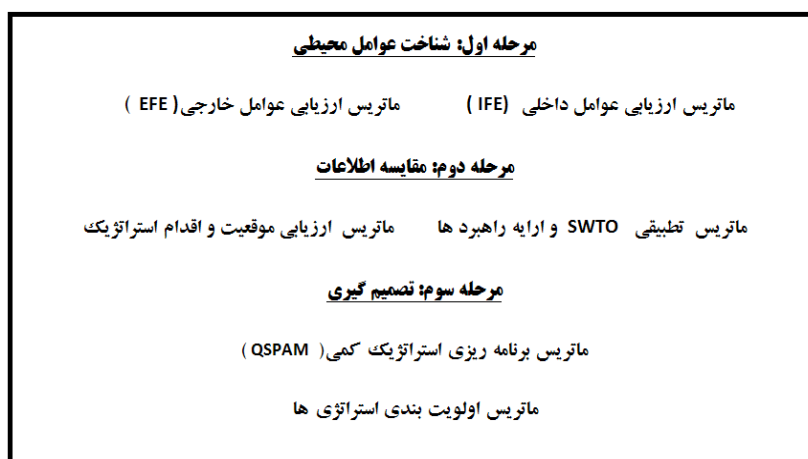 مرحله اول: شناخت عوامل محیطی
ماتریس ارزیابی عوامل داخلی (IFE ) ماتریس ارزیابی عوامل خارجی( EFE )
مرحله دوم: مقایسه اطلاعات
ماتریس تطبیقی SWTO و ارایه راهبرد ها ماتریس ارزیابی موقعیت و اقدام استراتژیک
مرحله سوم: تصمیم گیری
ماتریس برنامه ریزی استراتژیک کمی( QSPAM )
ماتریس اولویت بندی استراتژی ها